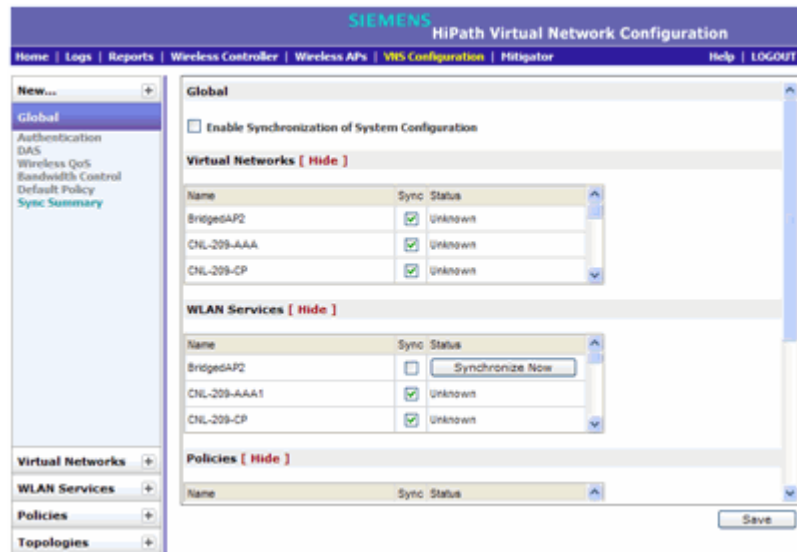 SIEMENS
HiPath Virtual Network Configuration
Home | Logs | Reports | Wireless Controller | Wireless APs | VNS Configuration | Mitigator Help | LOGOUT
New...
Global
Authentication
DAS
Wireless QoS
Bandwidth Control
Default Policy
Sync Summary
Virtual Networks
WLAN Services
Policies
Topologies
Global
Enable Synchronization of System Configuration
Virtual Networks [ Hide ]
Name Sync Status
BridgedAP2 Unknown
CNL-209-AAA Unknown
CNL-209-CP Unknown
WLAN Services [ Hide ]
Name Sync Status
BridgedAP2 Synchronize Now
CNL-209-AAA1 Unknown
CNL-209-CP Unknown
Policies [ Hide ]
Name Sync Status
Save